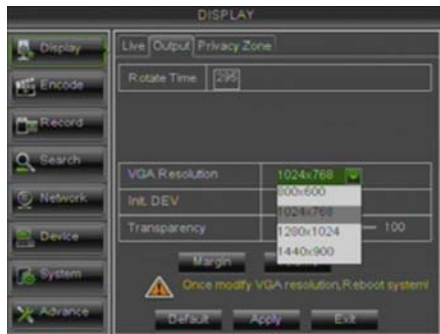 DISPLAY
Display
Live Output Privacy Zone
Encode
Rotate Time 295
Record
Search
VGA Resolution 1024x768
800x600
Network
Init. DEV
1024x768
1280x1024
Device
Transparency 100
1440x900
System
Margin
Once modify VGA resolution, Reboot system!
Advance
Default Apply Exit